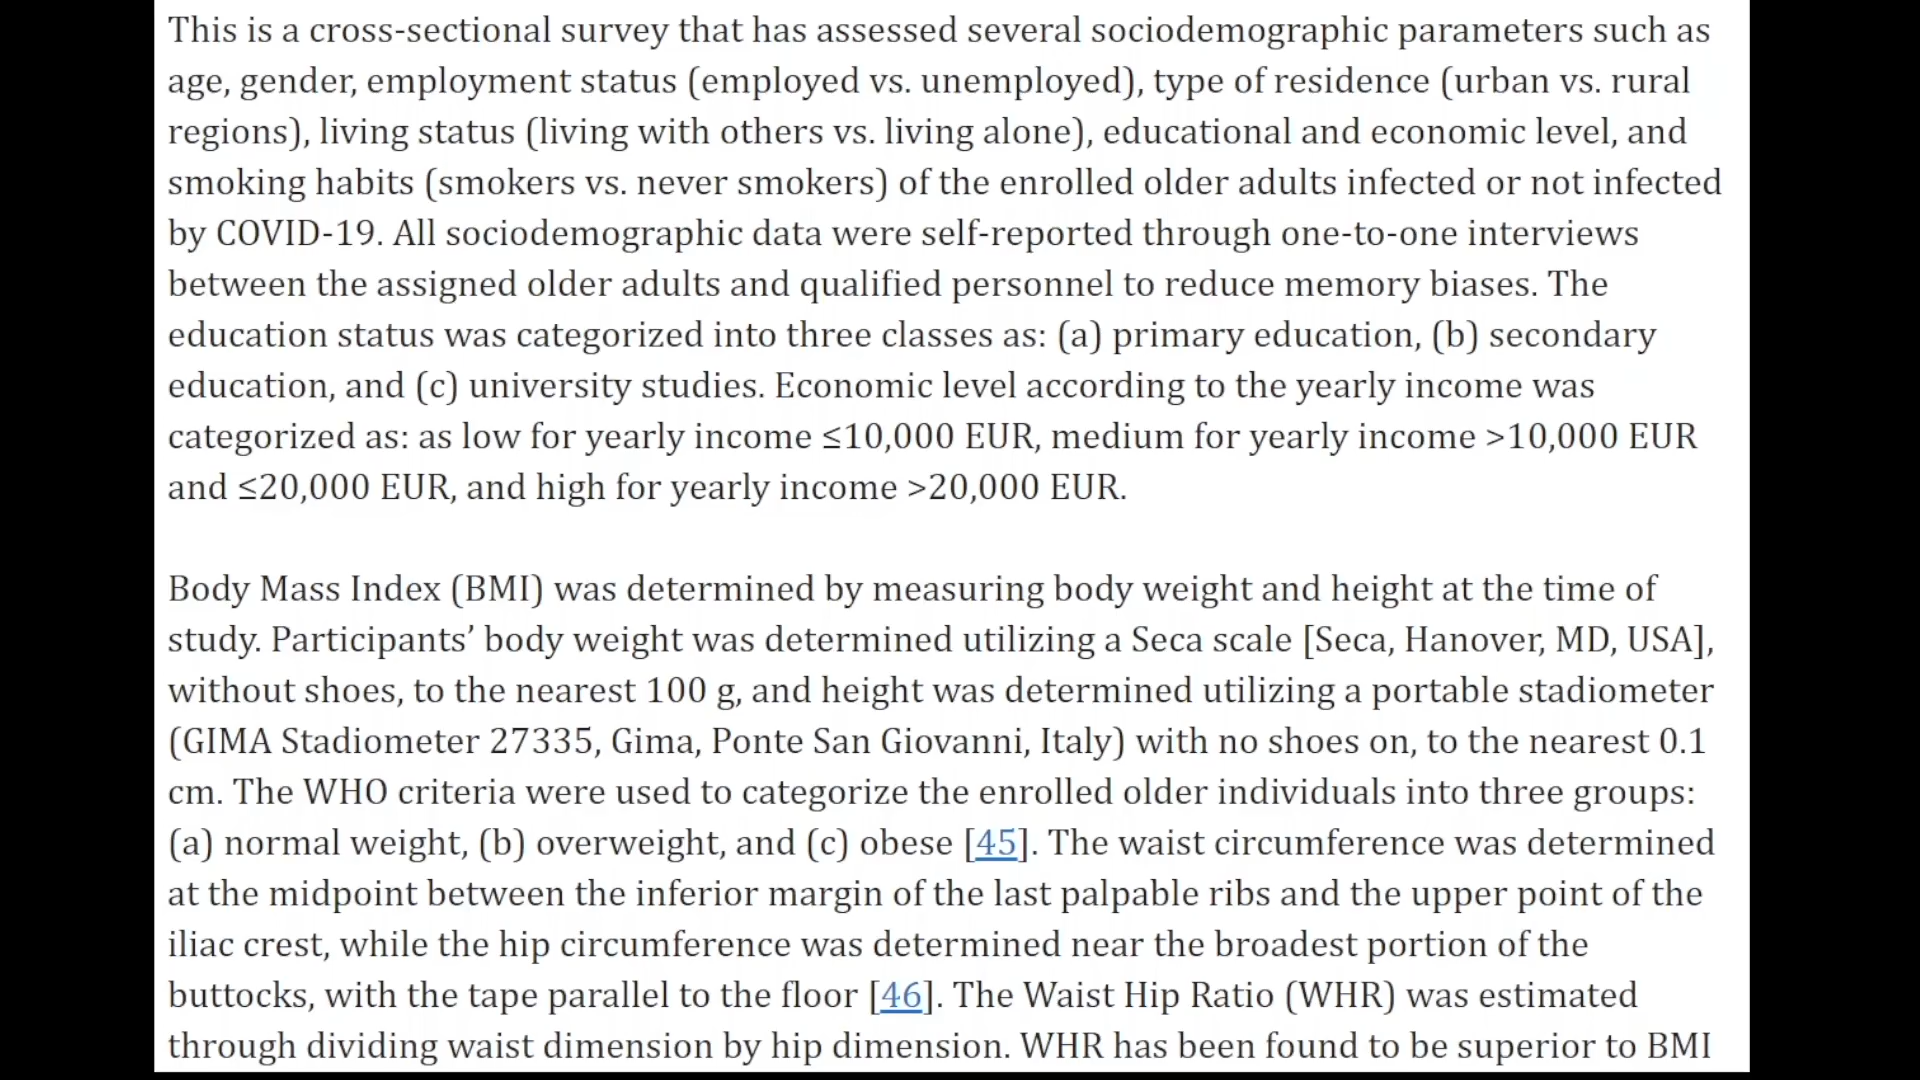 This is a cross-sectional survey that has assessed several sociodemographic parameters such as
age, gender, employment status (employed vs. unemployed), type of residence (urban vs. rural
regions), living status (living with others vs. living alone), educational and economic level, and
smoking habits (smokers vs. never smokers) of the enrolled older adults infected or not infected
by COVID-19. All sociodemographic data were self-reported through one-to-one interviews
between the assigned older adults and qualified personnel to reduce memory biases. The
education status was categorized into three classes as: (a) primary education, (b) secondary
education, and (c) university studies. Economic level according to the yearly income was
categorized as: as low for yearly income ≤10,000 EUR, medium for yearly income >10,000 EUR
and ≤20,000 EUR, and high for yearly income >20,000 EUR.
Body Mass Index (BMI) was determined by measuring body weight and height at the time of
study. Participants’ body weight was determined utilizing a Seca scale [Seca, Hanover, MD, USA],
without shoes, to the nearest 100 g, and height was determined utilizing a portable stadiometer
(GIMA Stadiometer 27335, Gima, Ponte San Giovanni, Italy) with no shoes on, to the nearest 0.1
cm. The WHO criteria were used to categorize the enrolled older individuals into three groups:
(a) normal weight, (b) overweight, and (c) obese [45]. The waist circumference was determined
at the midpoint between the inferior margin of the last palpable ribs and the upper point of the
iliac crest, while the hip circumference was determined near the broadest portion of the
buttocks, with the tape parallel to the floor [46]. The Waist Hip Ratio (WHR) was estimated
through dividing waist dimension by hip dimension. WHR has been found to be superior to BMI